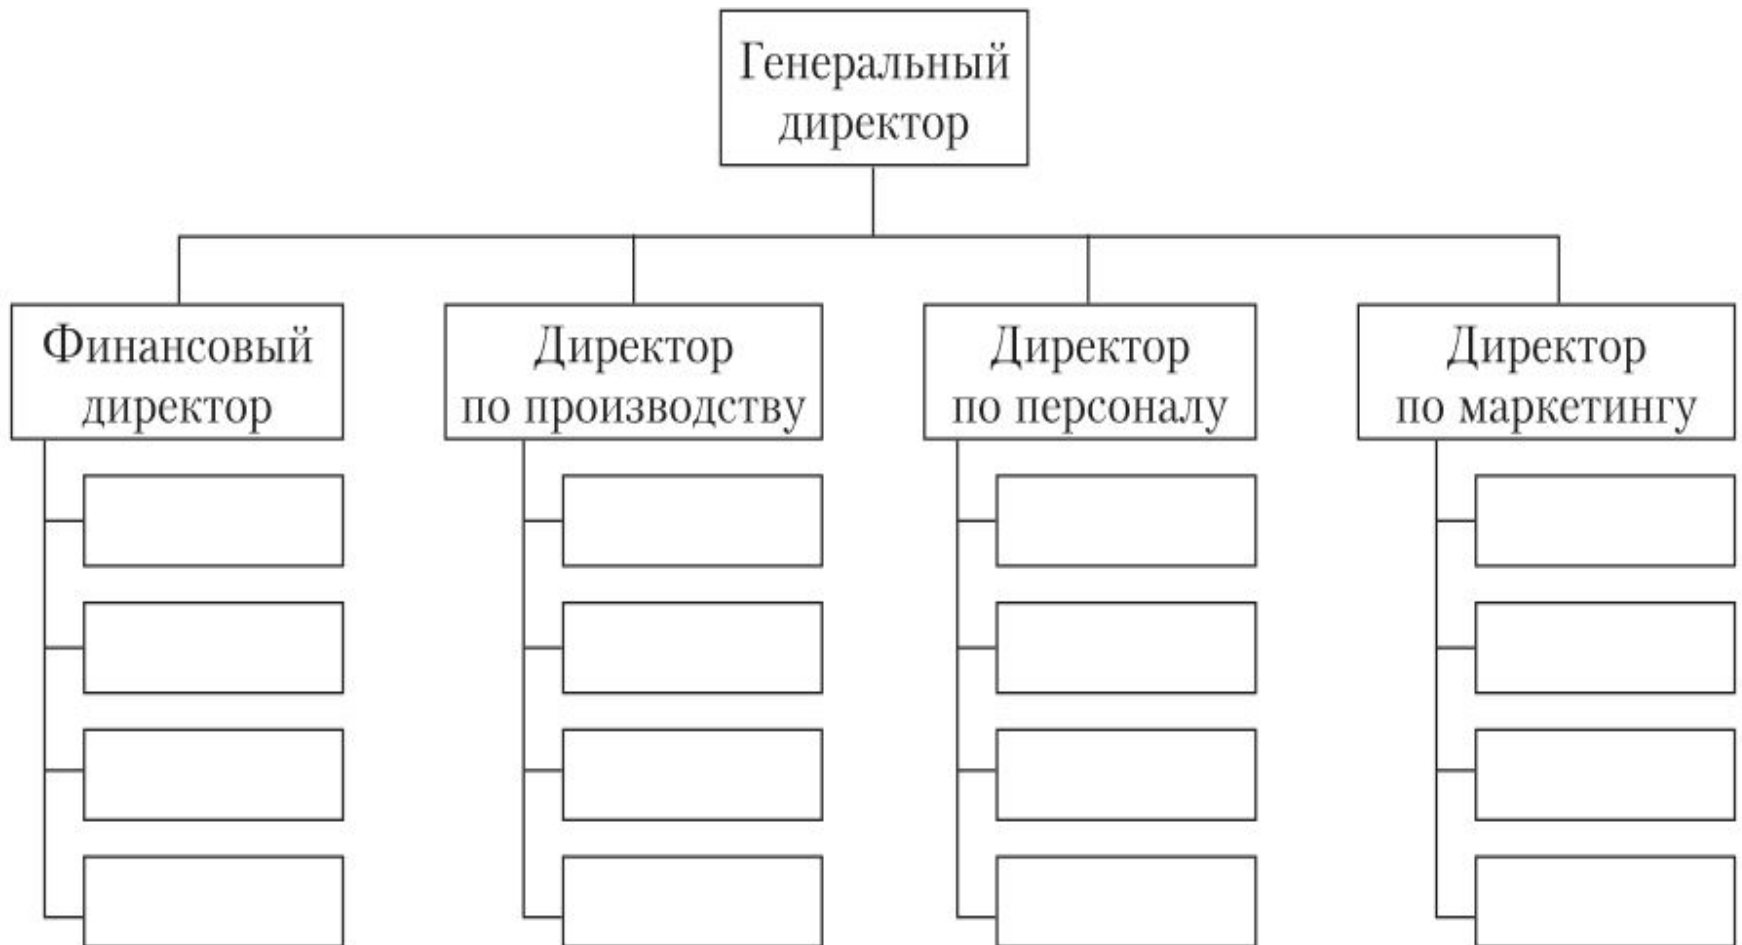 Генеральный
директор
Финансовый
директор
Директор
по производству
Директор
по персоналу
Директор
по маркетингу